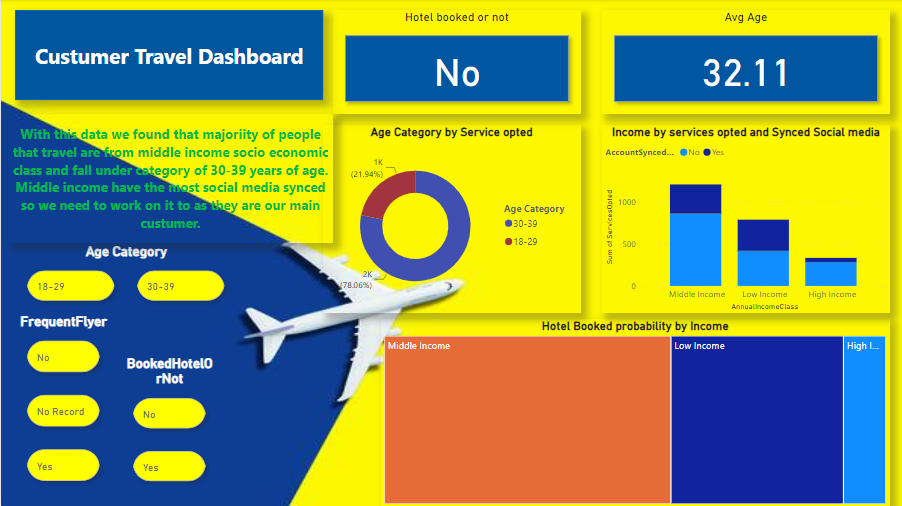 Custumer Travel Dashboard
Hotel booked or not
No
Avg Age
32.11
With this data we found that majoriity of people
that travel are from middle income socio economic
class and fall under category of 30-39 years of age.
Middle income have the most social media synced
so we need to work on it to as they are our main
custumer.
Age Category by Service opted
1K
(21.94%)
2K
(78.06%)
Age Category
30-39
18-29
Income by services opted and Synced Social media
AccountSynced... No Yes
Sum of ServicesOpted
1000
500
0
Middle Income Low Income High Income
AnnualIncomeClass
Age Category
18-29
30-39
FrequentFlyer
No
No Record
Yes
BookedHotelO
rNot
No
Yes
Hotel Booked probability by Income
Middle Income
Low Income
High I...